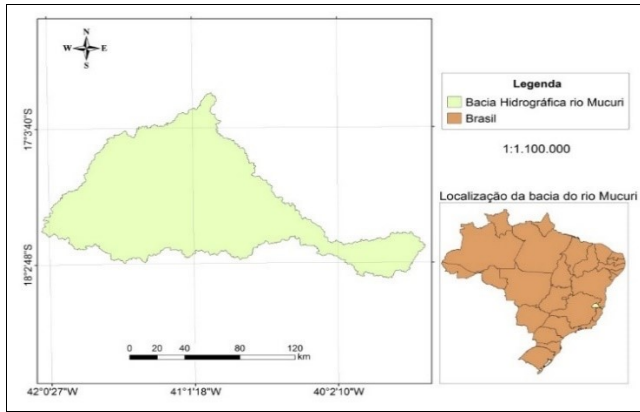 N
W E
S
17°3'40"S
18°2'48"S
0 20 40 80 120
km
42°0'27"W 41°1'18"W 40°2'10"W
Legenda
Bacia Hidrográfica rio Mucuri
Brasil
1:1.100.000
Localização da bacia do rio Mucuri